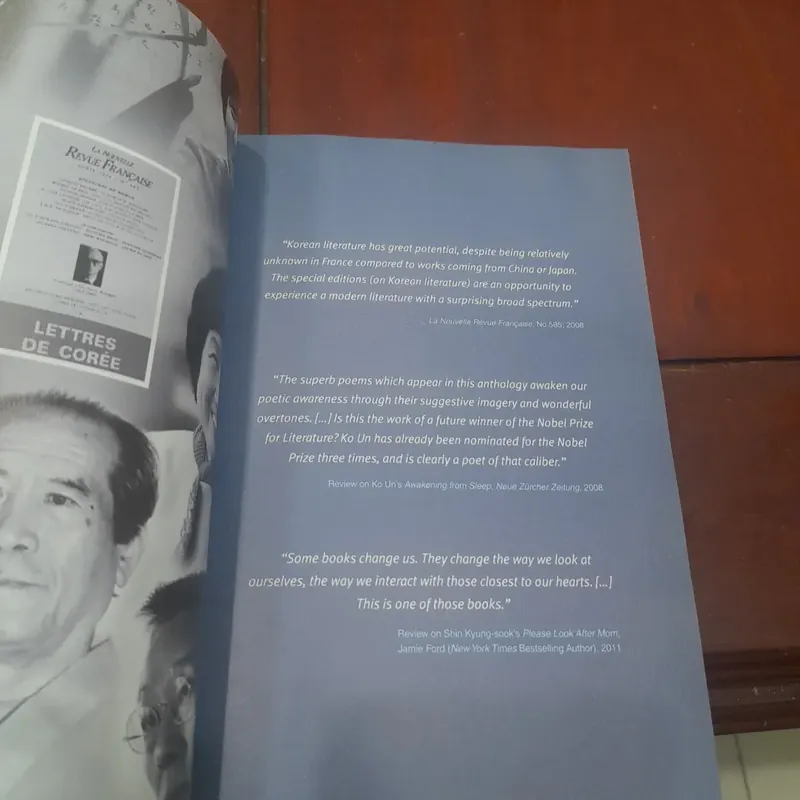 LA NOUVELLE
REVUE FRANÇAISE
LETTRES
DE CORÉE
“Korean literature has great potential, despite being relatively
unknown in France compared to works coming from China or Japan.
The special editions (on Korean literature) are an opportunity to
experience a modern literature with a surprising broad spectrum.”
La Nouvelle Revue Française, No 585, 2008
“The superb poems which appear in this anthology awaken our
poetic awareness through their suggestive imagery and wonderful
overtones. [...] Is this the work of a future winner of the Nobel Prize
for Literature? Ko Un has already been nominated for the Nobel
Prize three times, and is clearly a poet of that caliber.”
Review on Ko Un's Awakening from Sleep, Neue Zürcher Zeitung, 2008
“Some books change us. They change the way we look at
ourselves, the way we interact with those closest to our hearts. [...]
This is one of those books.”
Review on Shin Kyung-sook's Please Look After Mom,
Jamie Ford (New York Times Bestselling Author), 2011